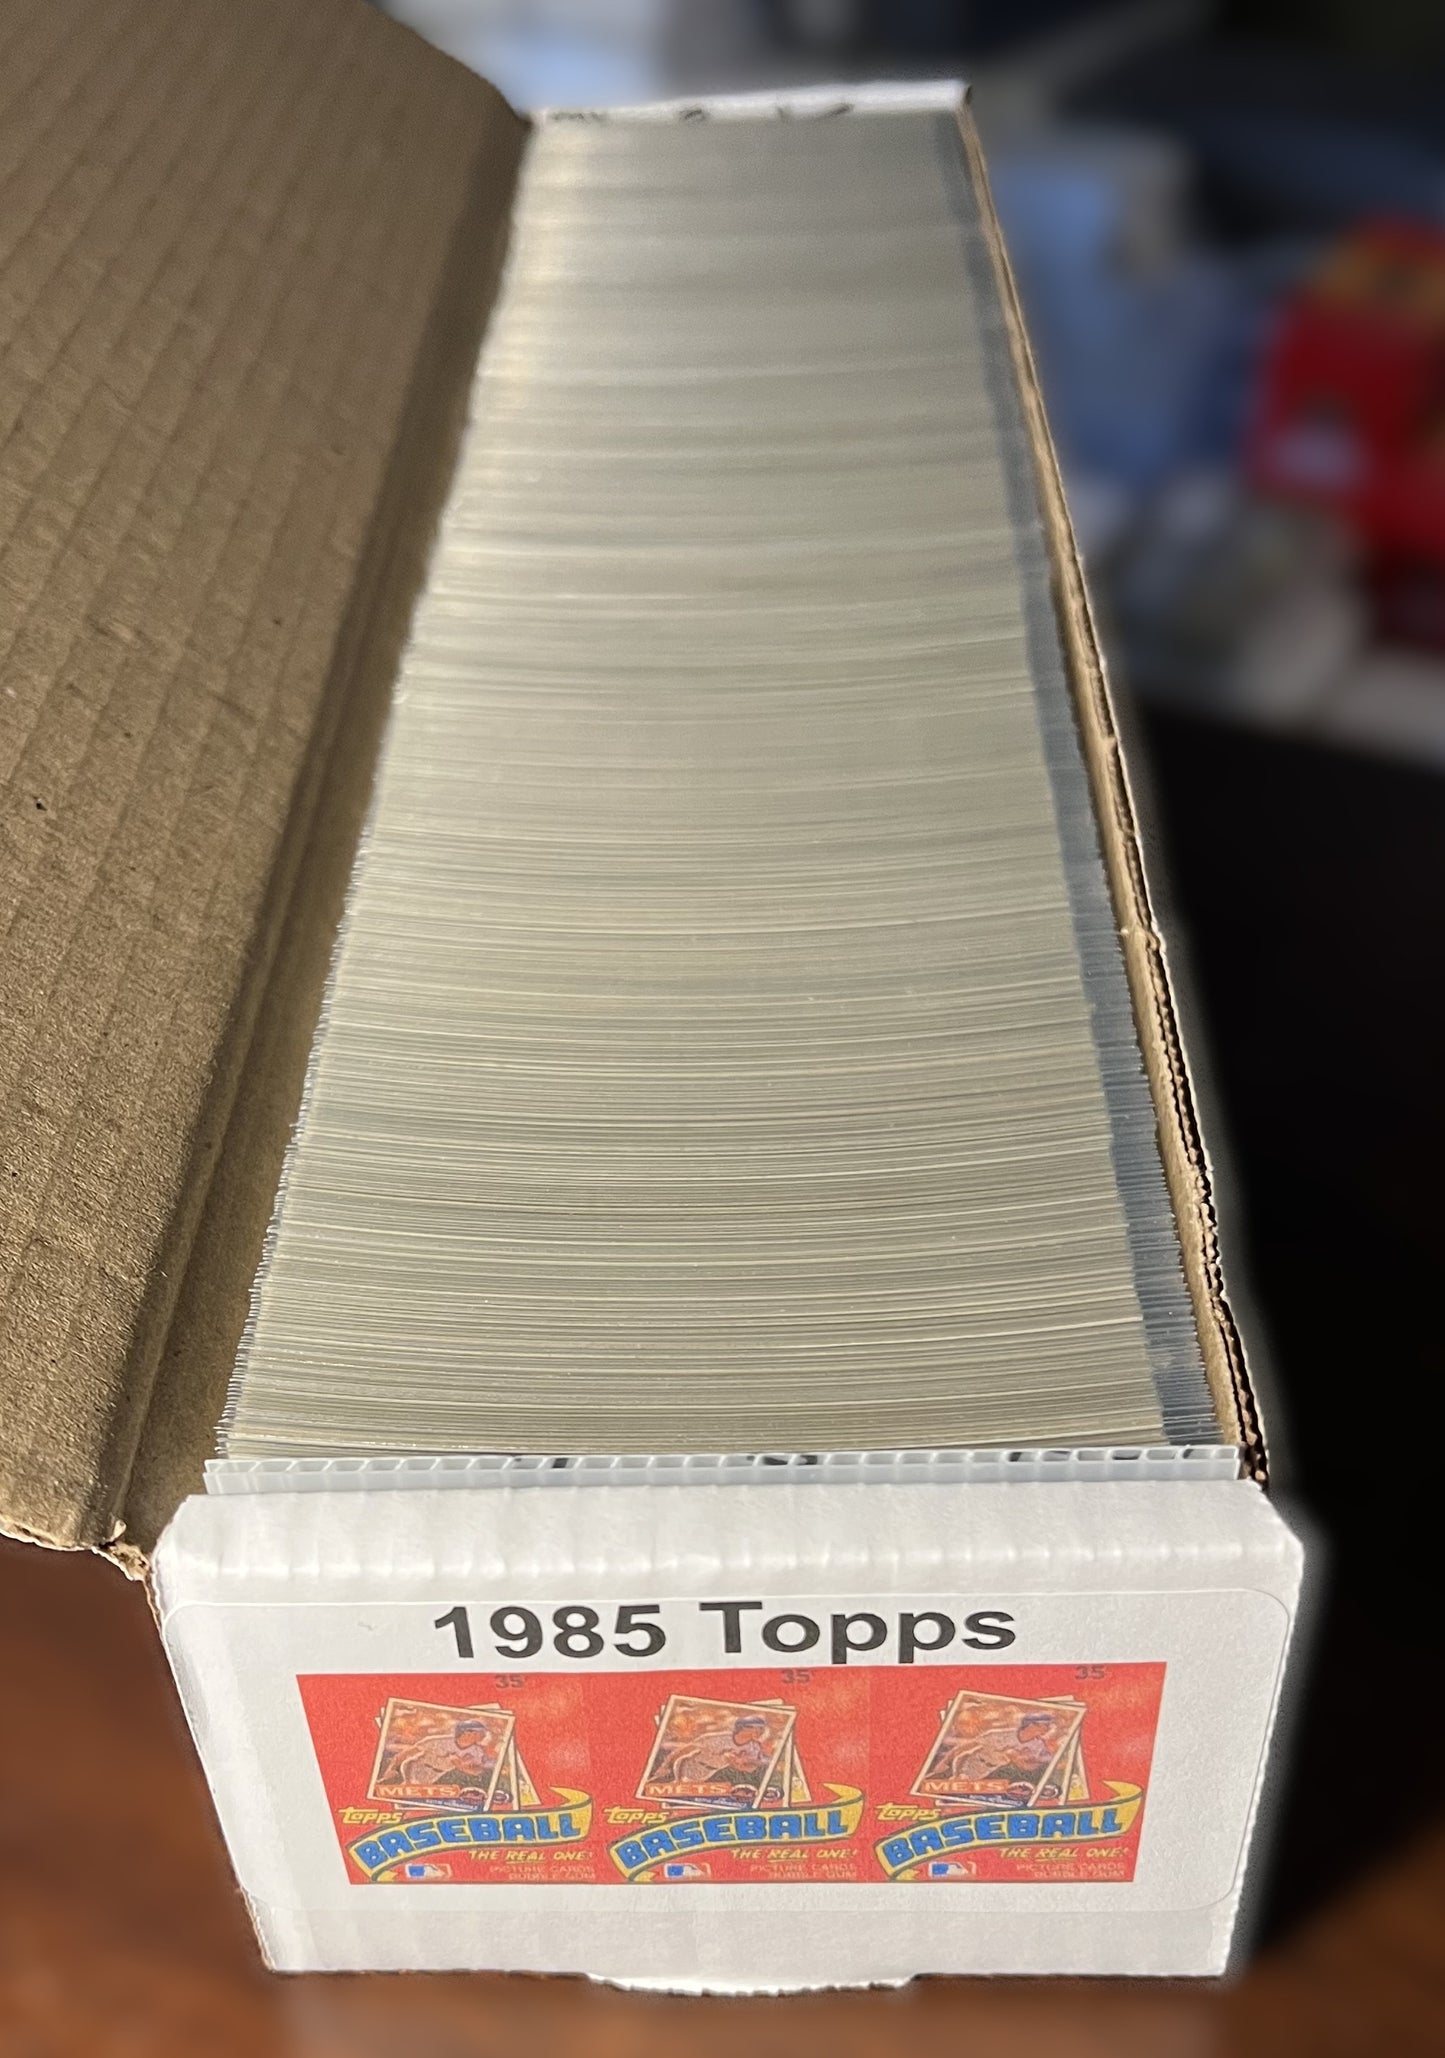 1985 Topps
35¢ 35¢ 35¢
METS METS METS
TOPPS TOPPS TOPPS
BASEBALL BASEBALL BASEBALL
THE REAL ONE! THE REAL ONE! THE REAL ONE!
PICTURE CARDS PICTURE CARDS PICTURE CARDS
BUBBLE GUM BUBBLE GUM BUBBLE GUM